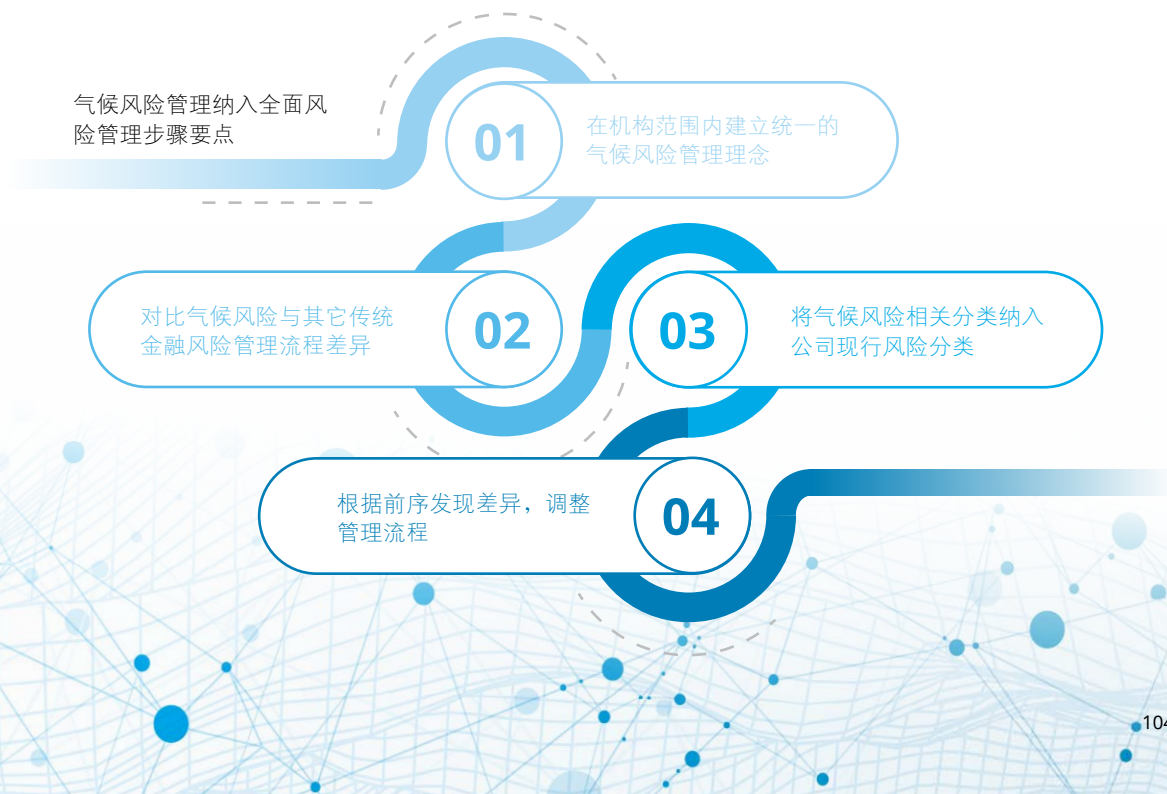 气候风险管理纳入全面风
险管理步骤要点
01
在机构范围内建立统一的
气候风险管理理念
对比气候风险与其它传统
金融风险管理流程差异
02
03
将气候风险相关分类纳入
公司现行风险分类
根据前序发现差异，调整
管理流程
04
104